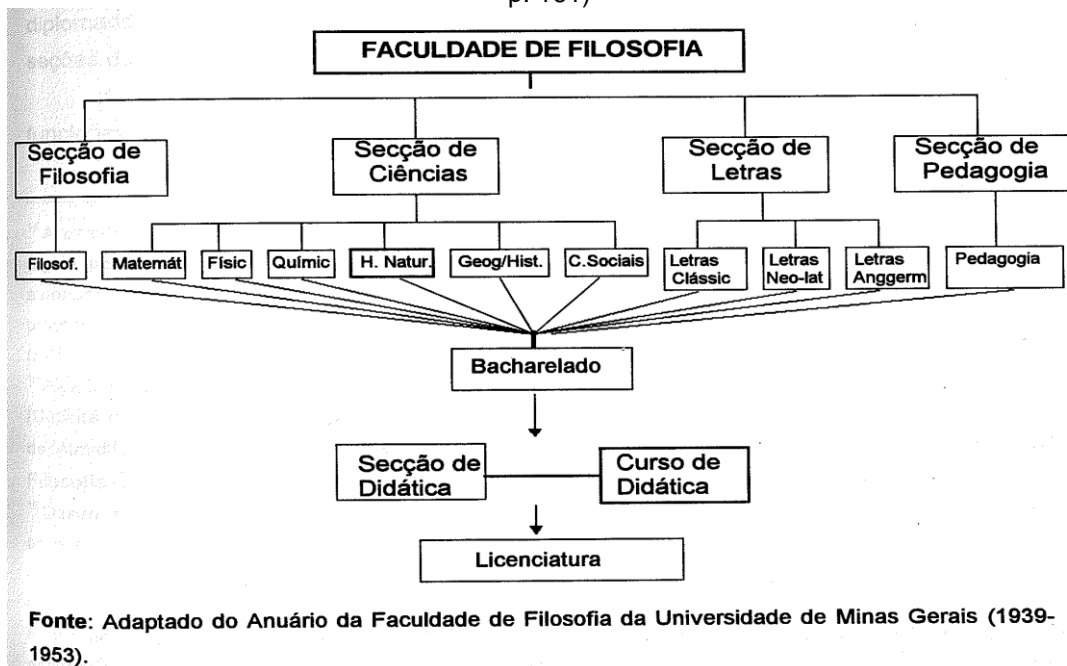 p. 161)
FACULDADE DE FILOSOFIA
Secção de
Filosofia
Secção de
Ciências
Secção de
Letras
Secção de
Pedagogia
Filosof.
Matemát
Físic
Químic
H. Natur.
Geog/Hist.
C.Sociais
Letras
Clássic
Letras
Neo-lat
Letras
Anggerm
Pedagogia
Bacharelado
Secção de
Didática
Curso de
Didática
Licenciatura
Fonte: Adaptado do Anuário da Faculdade de Filosofia da Universidade de Minas Gerais (1939-
1953).